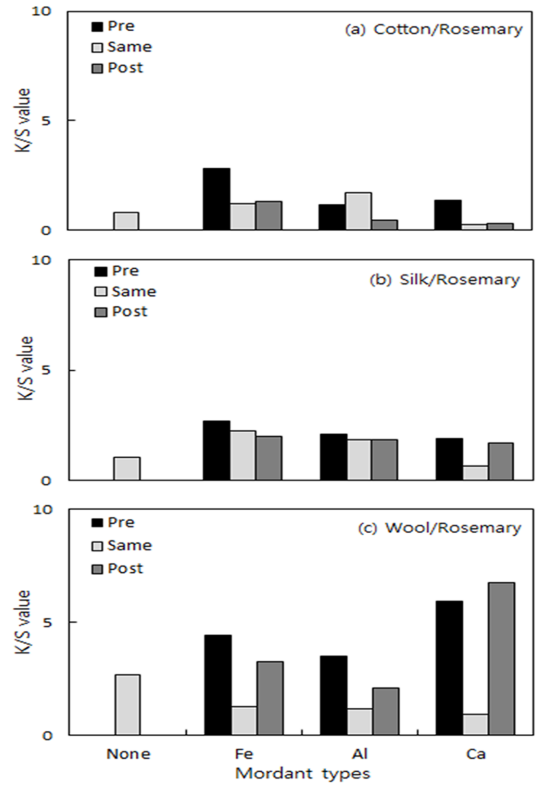 10
Pre
(a) Cotton/Rosemary
Same
Post
K/S value
5
0
10
Pre
(b) Silk/Rosemary
Same
Post
K/S value
5
0
10
Pre
(c) Wool/Rosemary
Same
Post
K/S value
5
0
None Fe Al Ca
Mordant types